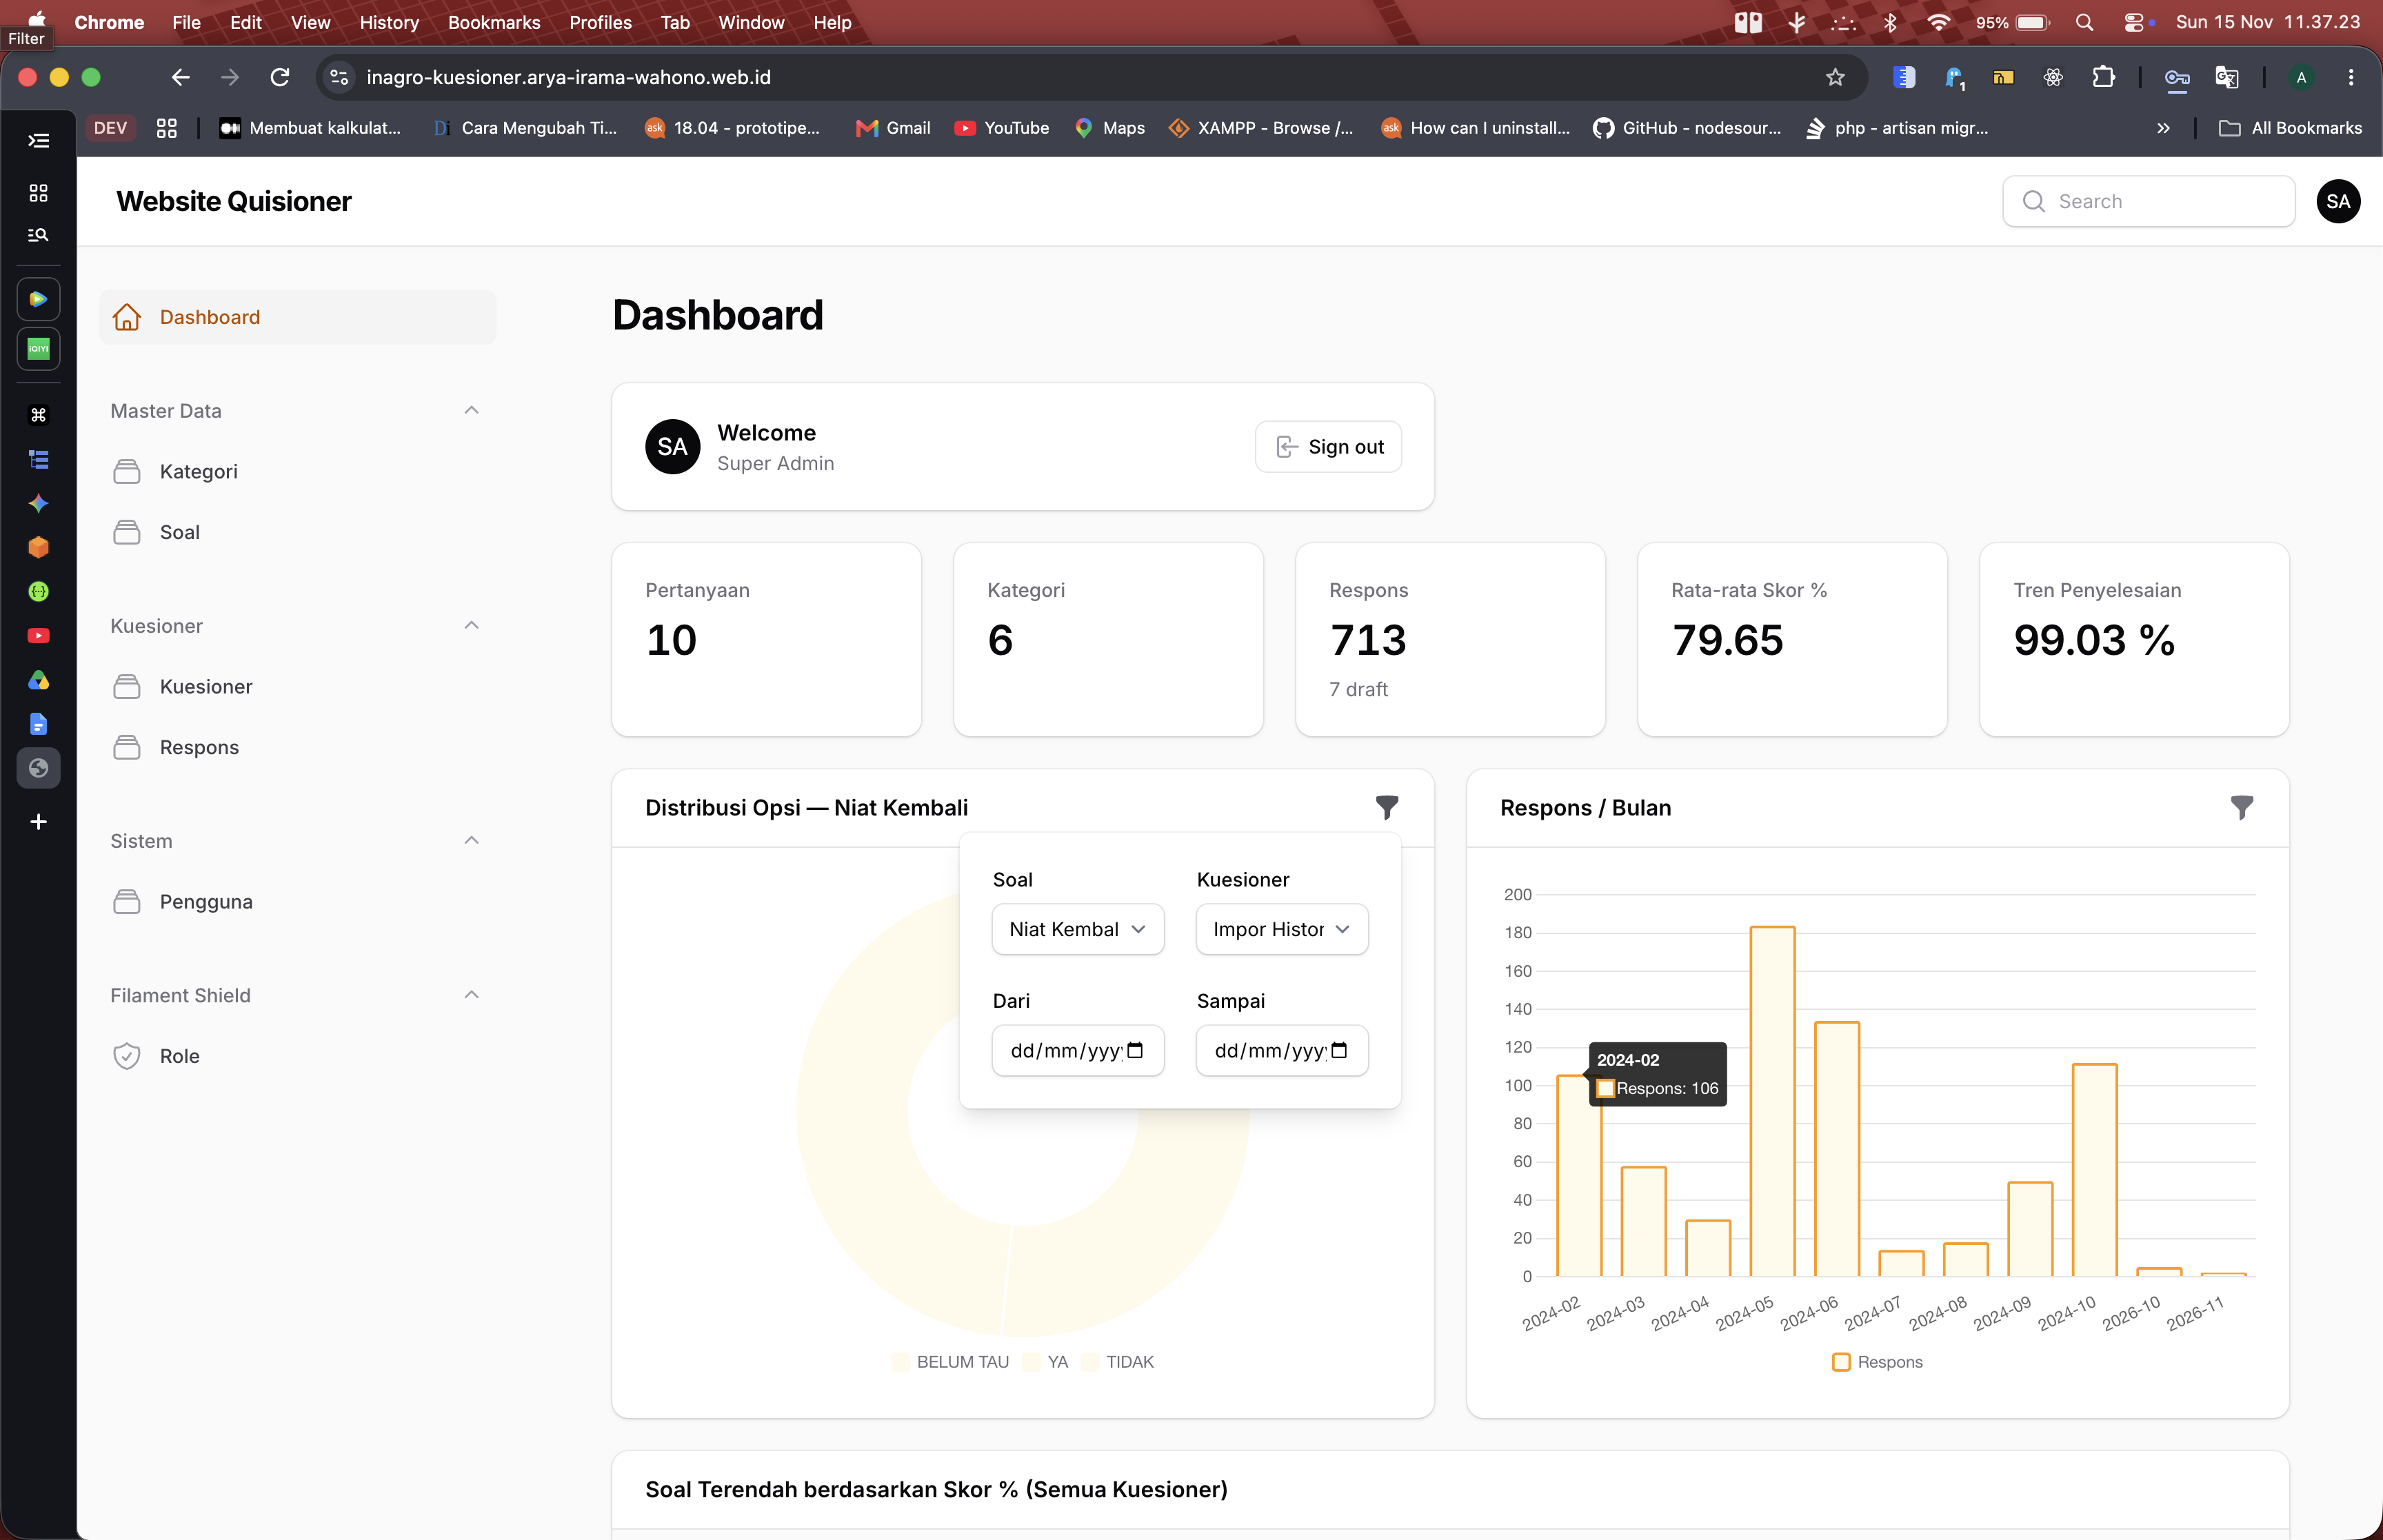 Chrome File Edit View History Bookmarks Profiles Tab Window Help 95% Sun 15 Nov 11.37.23
Filter
inagro-kuesioner.arya-irama-wahono.web.id
DEV Membuat kalkulat... Di Cara Mengubah Ti... ask 18.04 - prototipe... Gmail YouTube Maps XAMPP - Browse /... ask How can I uninstall... GitHub - nodesour... php - artisan migr... » All Bookmarks
Website Quisioner
Search
SA
Dashboard
Master Data
Kategori
Soal
Kuesioner
Kuesioner
Respons
Sistem
Pengguna
Filament Shield
Role
Dashboard
SA
Welcome
Super Admin
Sign out
Pertanyaan
10
Kategori
6
Respons
713
7 draft
Rata-rata Skor %
79.65
Tren Penyelesaian
99.03 %
Distribusi Opsi — Niat Kembali
Soal
Niat Kembal
Kuesioner
Impor Histor
Dari
dd/mm/yyy
Sampai
dd/mm/yyy
BELUM TAU YA TIDAK
Respons / Bulan
200
180
160
140
120
100
80
60
40
20
0
2024-02
Respons: 106
2024-02 2024-03 2024-04 2024-05 2024-06 2024-07 2024-08 2024-09 2024-10 2026-10 2026-11
Respons
Soal Terendah berdasarkan Skor % (Semua Kuesioner)